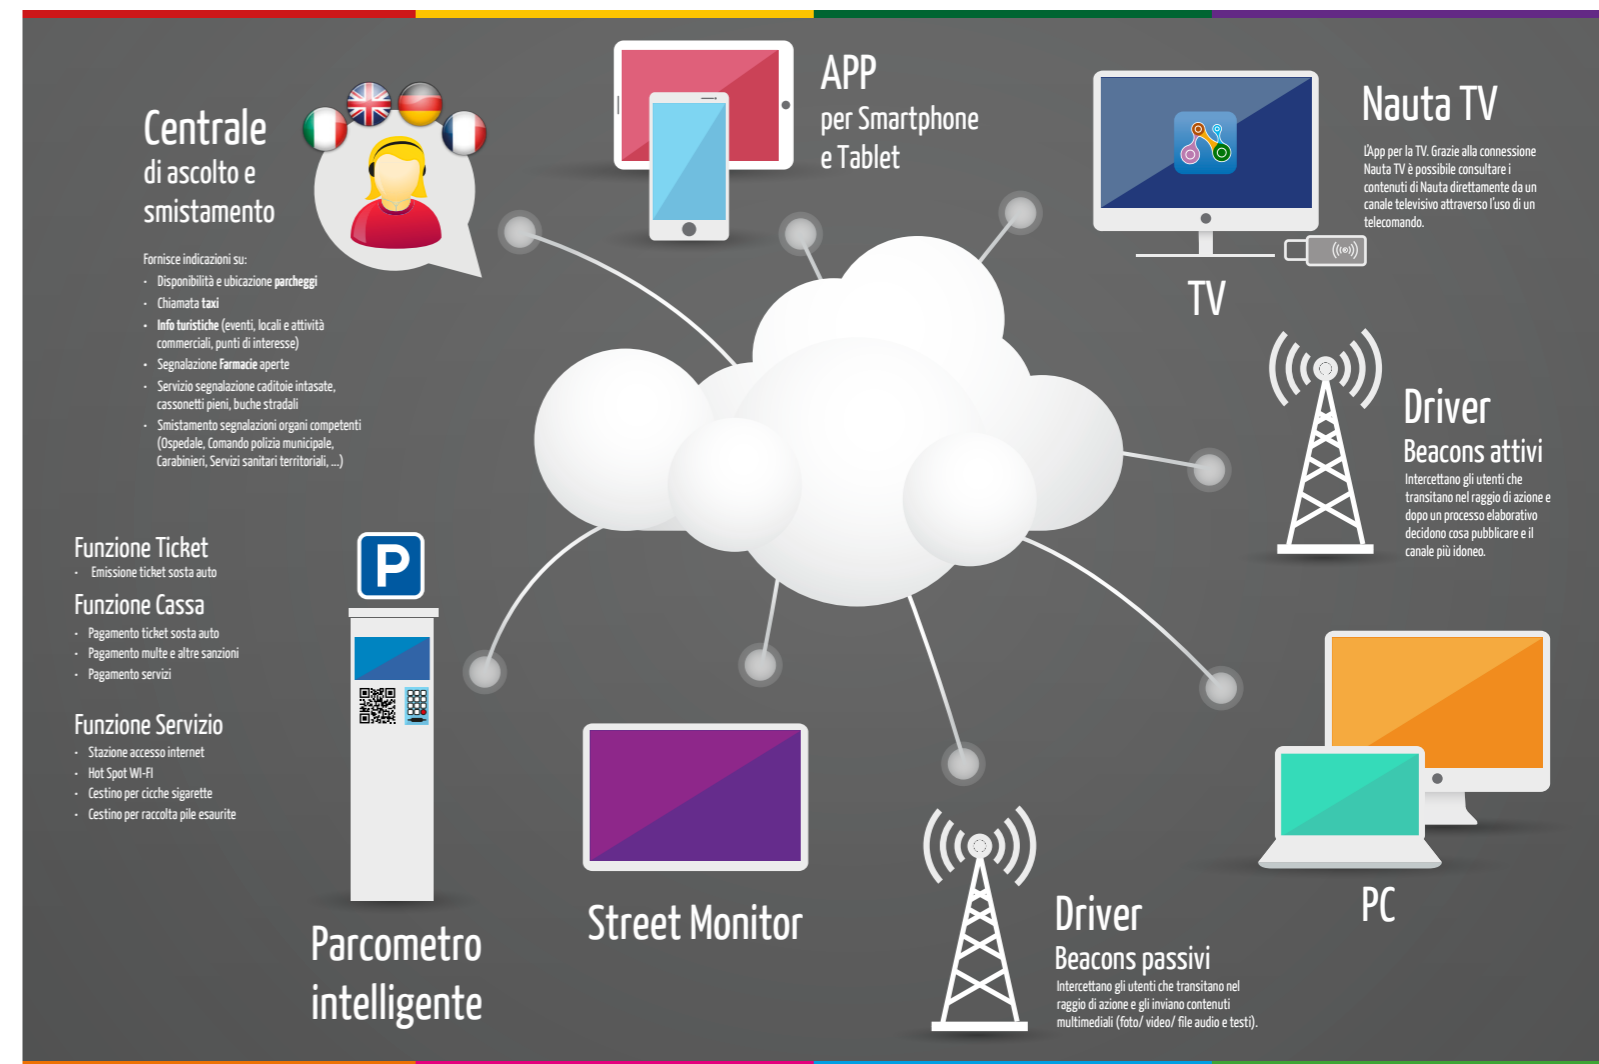 Centrale
di ascolto e
smistamento
Fornisce indicazioni su:
• Disponibilità e ubicazione parcheggi
• Chiamata taxi
• Info turistiche (eventi, locali e attività
commerciali, punti di interesse)
• Segnalazione Farmacie aperte
• Servizio segnalazione caditoie intasate,
cassonetti pieni, buche stradali
• Smistamento segnalazioni organi competenti
(Ospedale, Comando polizia municipale,
Carabinieri, Servizi sanitari territoriali, ...)
APP
per Smartphone
e Tablet
Nauta TV
L'App per la TV. Grazie alla connessione
Nauta TV è possibile consultare i
contenuti di Nauta direttamente da un
canale televisivo attraverso l'uso di un
telecomando.
TV
Driver
Beacons attivi
Intercettano gli utenti che
transitano nel raggio di azione e
dopo un processo elaborativo
decidono cosa pubblicare e il
canale più idoneo.
Funzione Ticket
• Emissione ticket sosta auto
Funzione Cassa
• Pagamento ticket sosta auto
• Pagamento multe e altre sanzioni
• Pagamento servizi
Funzione Servizio
• Stazione accesso internet
• Hot Spot WI-FI
• Cestino per cicche sigarette
• Cestino per raccolta pile esaurite
P
Parcometro
intelligente
Street Monitor
Driver
Beacons passivi
Intercettano gli utenti che transitano nel
raggio di azione e gli inviano contenuti
multimediali (foto/ video/ file audio e testi).
PC